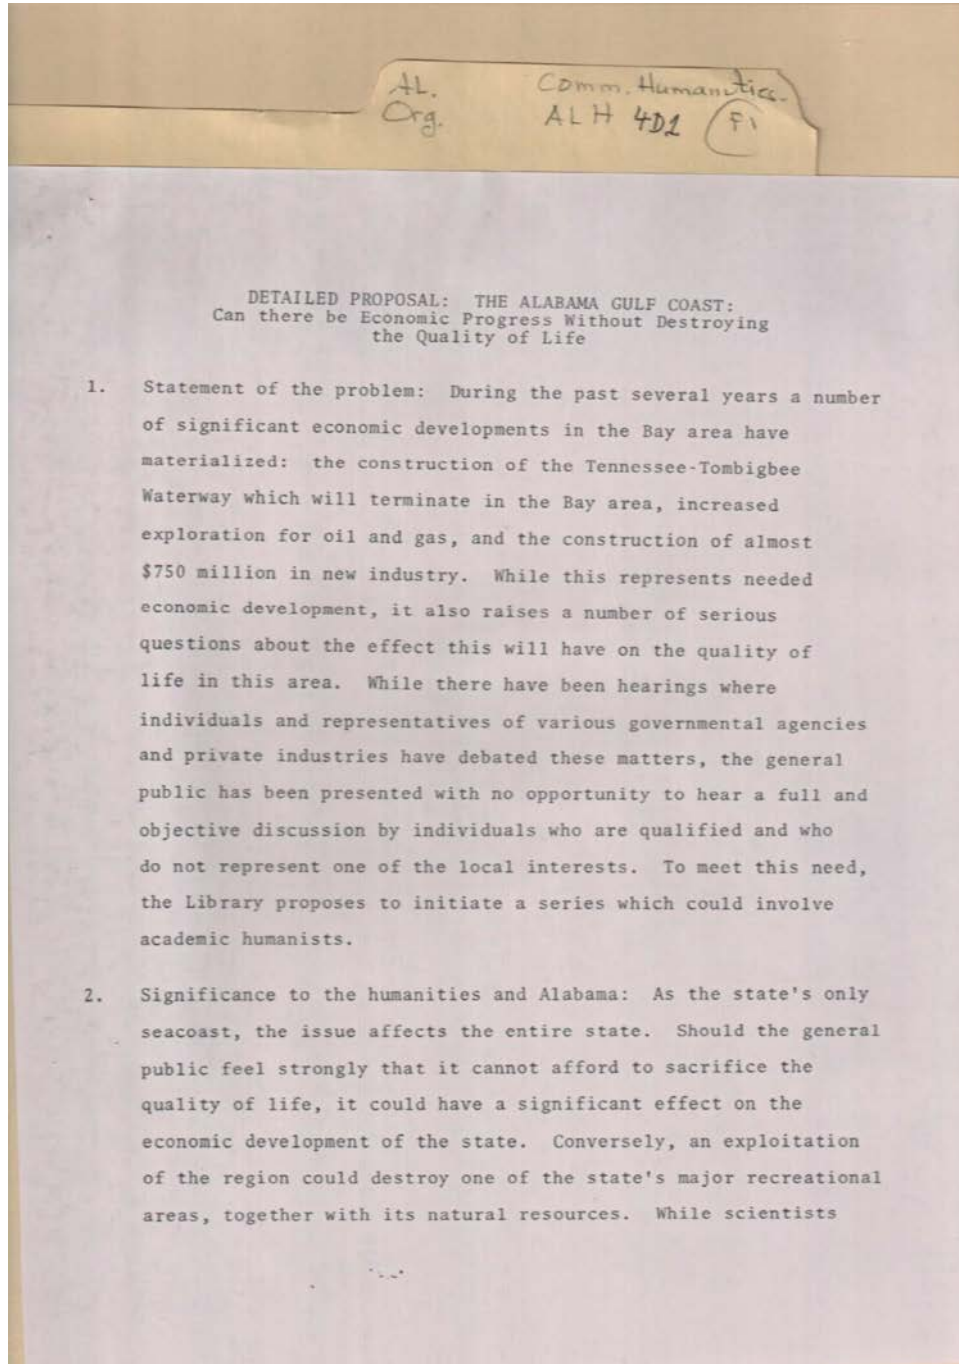 AL. Comm. Humanities.
Org. ALH 4D1 F1
DETAILED PROPOSAL: THE ALABAMA GULF COAST:
Can there be Economic Progress Without Destroying
the Quality of Life
1. Statement of the problem: During the past several years a number
of significant economic developments in the Bay area have
materialized: the construction of the Tennessee-Tombigbee
Waterway which will terminate in the Bay area, increased
exploration for oil and gas, and the construction of almost
$750 million in new industry. While this represents needed
economic development, it also raises a number of serious
questions about the effect this will have on the quality of
life in this area. While there have been hearings where
individuals and representatives of various governmental agencies
and private industries have debated these matters, the general
public has been presented with no opportunity to hear a full and
objective discussion by individuals who are qualified and who
do not represent one of the local interests. To meet this need,
the Library proposes to initiate a series which could involve
academic humanists.
2. Significance to the humanities and Alabama: As the state's only
seacoast, the issue affects the entire state. Should the general
public feel strongly that it cannot afford to sacrifice the
quality of life, it could have a significant effect on the
economic development of the state. Conversely, an exploitation
of the region could destroy one of the state's major recreational
areas, together with its natural resources. While scientists